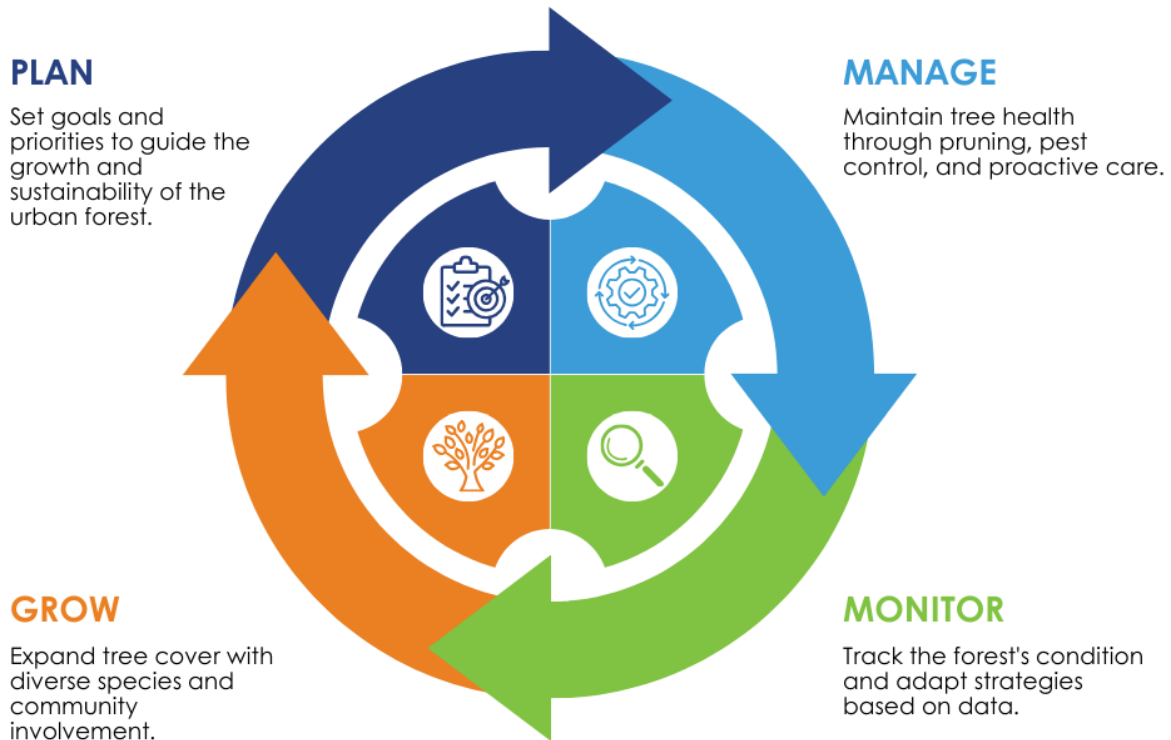 PLAN
Set goals and
priorities to guide the
growth and
sustainability of the
urban forest.
MANAGE
Maintain tree health
through pruning, pest
control, and proactive care.
GROW
Expand tree cover with
diverse species and
community
involvement.
MONITOR
Track the forest's condition
and adapt strategies
based on data.